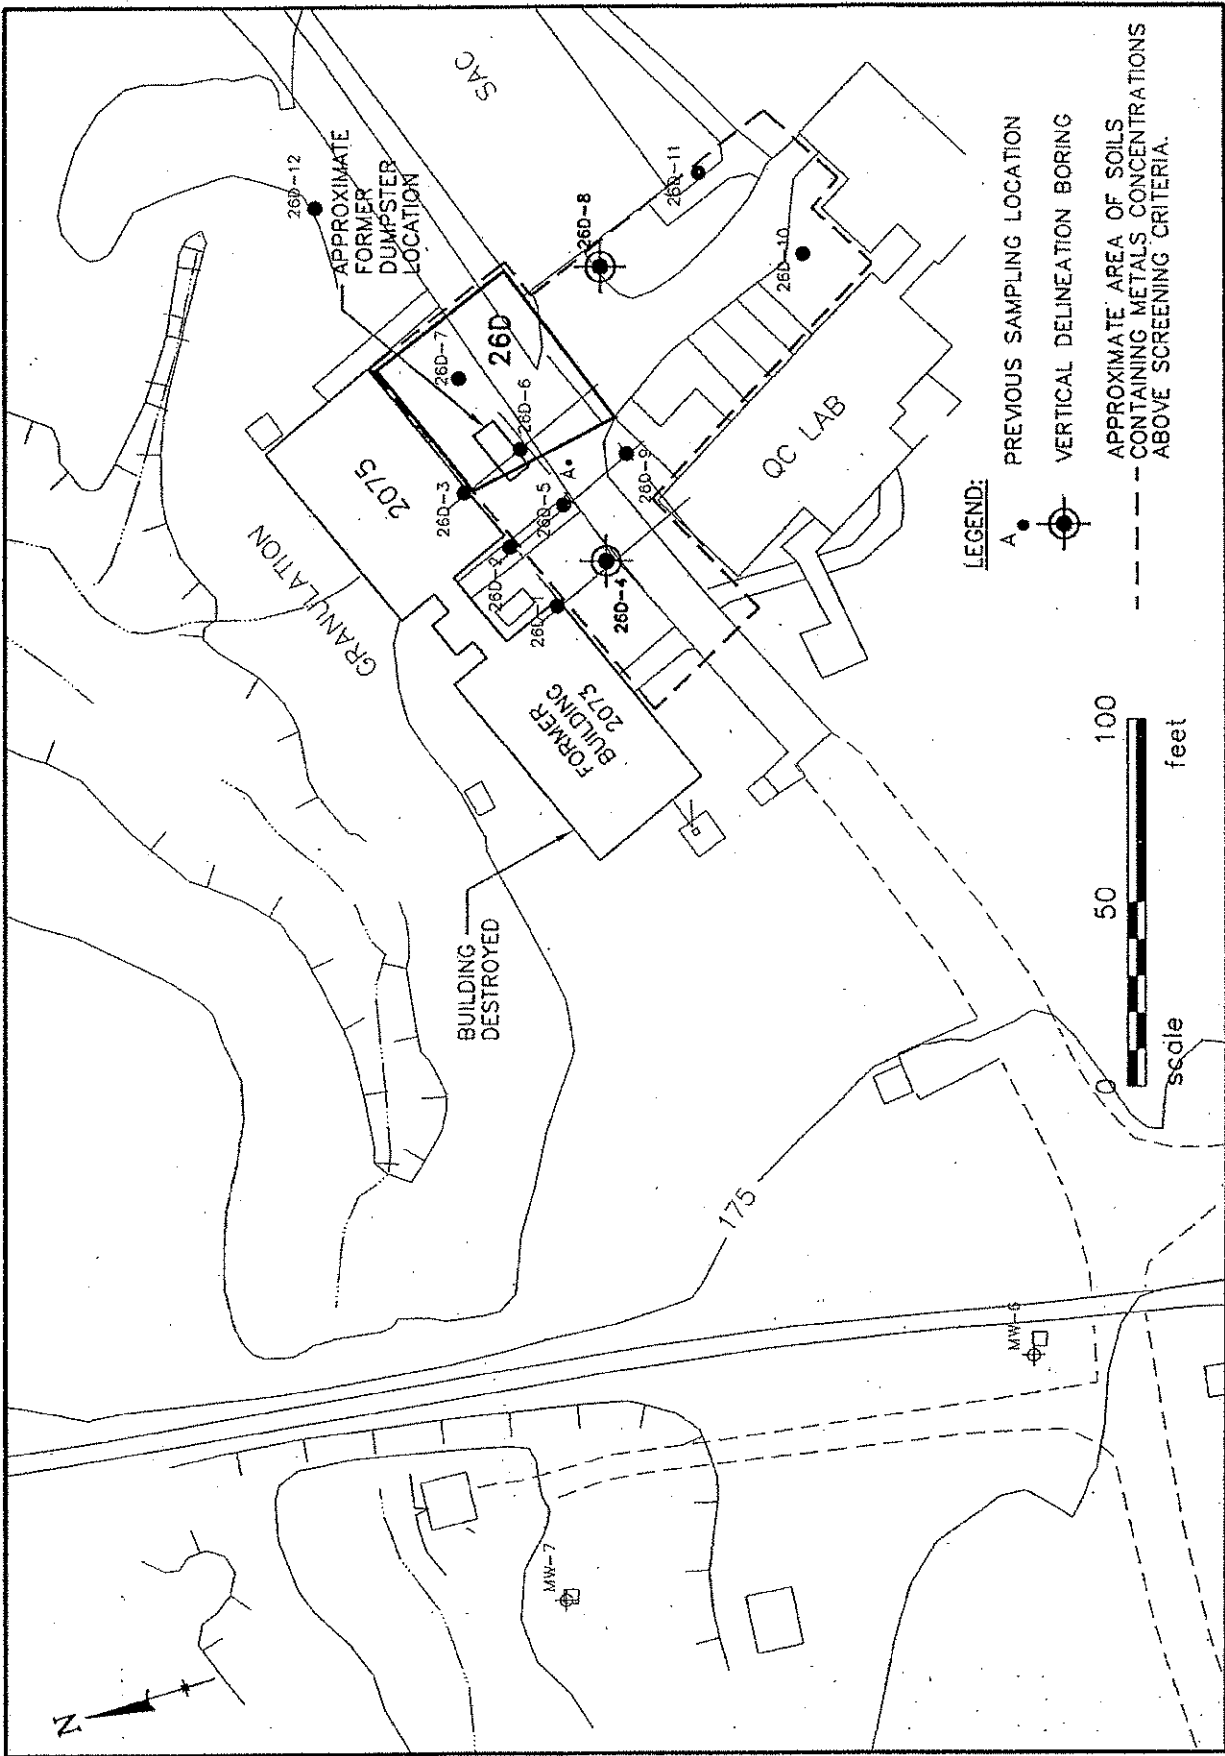 N
MW-7
MW-6
175
BUILDING
DESTROYED
FORMER
BUILDING
2073
GRANULATION
2075
26D-1
26D-2
26D-3
26D-4
26D-5
A
26D-6
26D-7
26D
26D-8
26D-9
26D-10
26D-11
26D-12
APPROXIMATE
FORMER
DUMPSTER
LOCATION
SAC
QC LAB
0
50
100
scale
feet
LEGEND:
A
PREVIOUS SAMPLING LOCATION
VERTICAL DELINEATION BORING
APPROXIMATE AREA OF SOILS
CONTAINING METALS CONCENTRATIONS
ABOVE SCREENING CRITERIA.